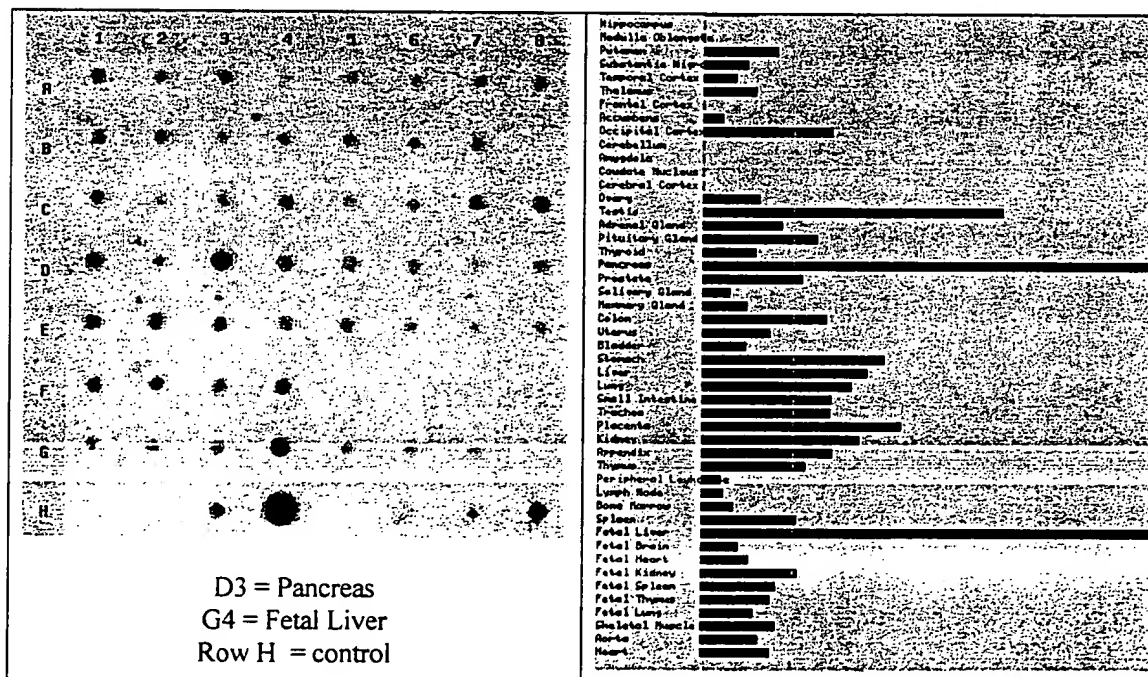 1 2 3 4 5 6 7 8
A
B
C
D
E
F
G
H
D3 = Pancreas
G4 = Fetal Liver
Row H = control
Hippocampus
Medulla Oblongata
Putamen
Substantia Nigra
Temporal Cortex
Thalamus
Frontal Cortex
Accumbens
Occipital Cortex
Cerebellum
Amygdala
Caudate Nucleus
Cerebral Cortex
Ovary
Testis
Adrenal Gland
Pituitary Gland
Thyroid
Pancreas
Prostate
Salivary Gland
Mammary Gland
Colon
Uterus
Bladder
Stomach
Liver
Lung
Small Intestine
Trachea
Placenta
Kidney
Appendix
Thymus
Peripheral
Lymph Node
Bone Marrow
Spleen
Fetal Liver
Fetal Brain
Fetal Heart
Fetal Kidney
Fetal Spleen
Fetal Thymus
Fetal Lung
Skeletal Muscle
Aorta
Heart